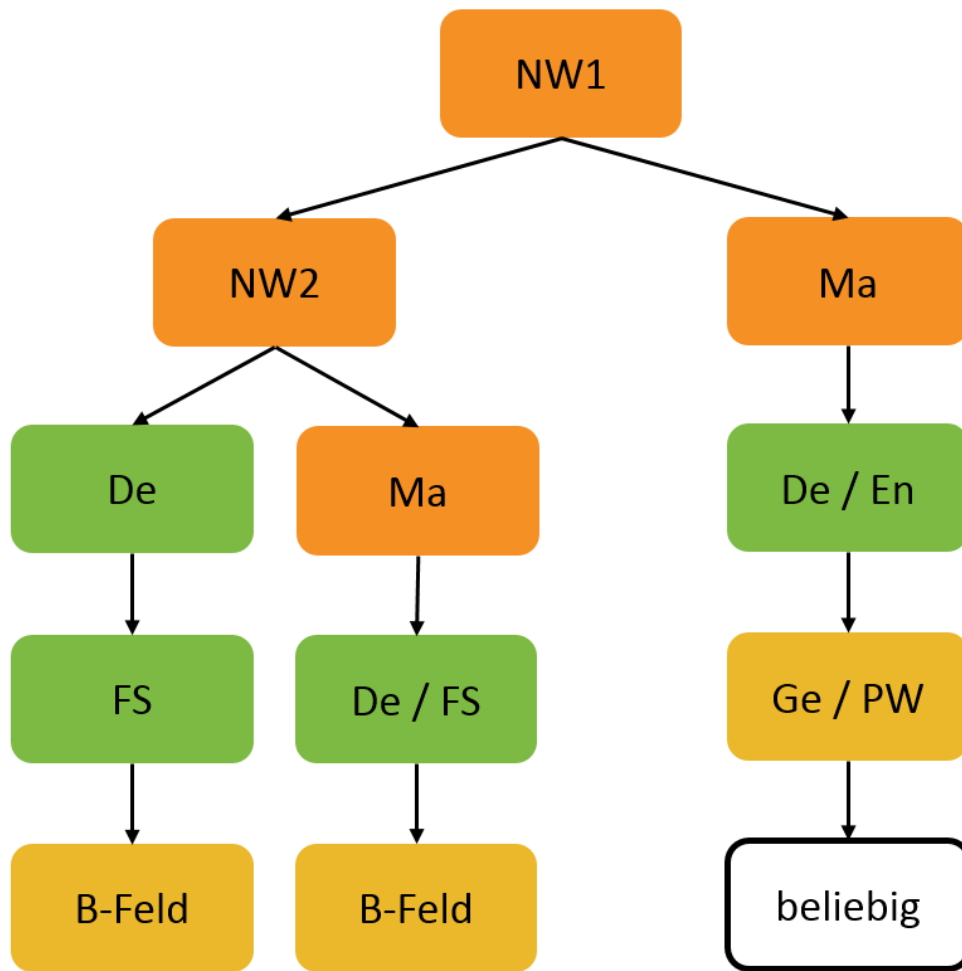 NW1
NW2
Ma
De
Ma
De / En
FS
De / FS
Ge / PW
B-Feld
B-Feld
beliebig